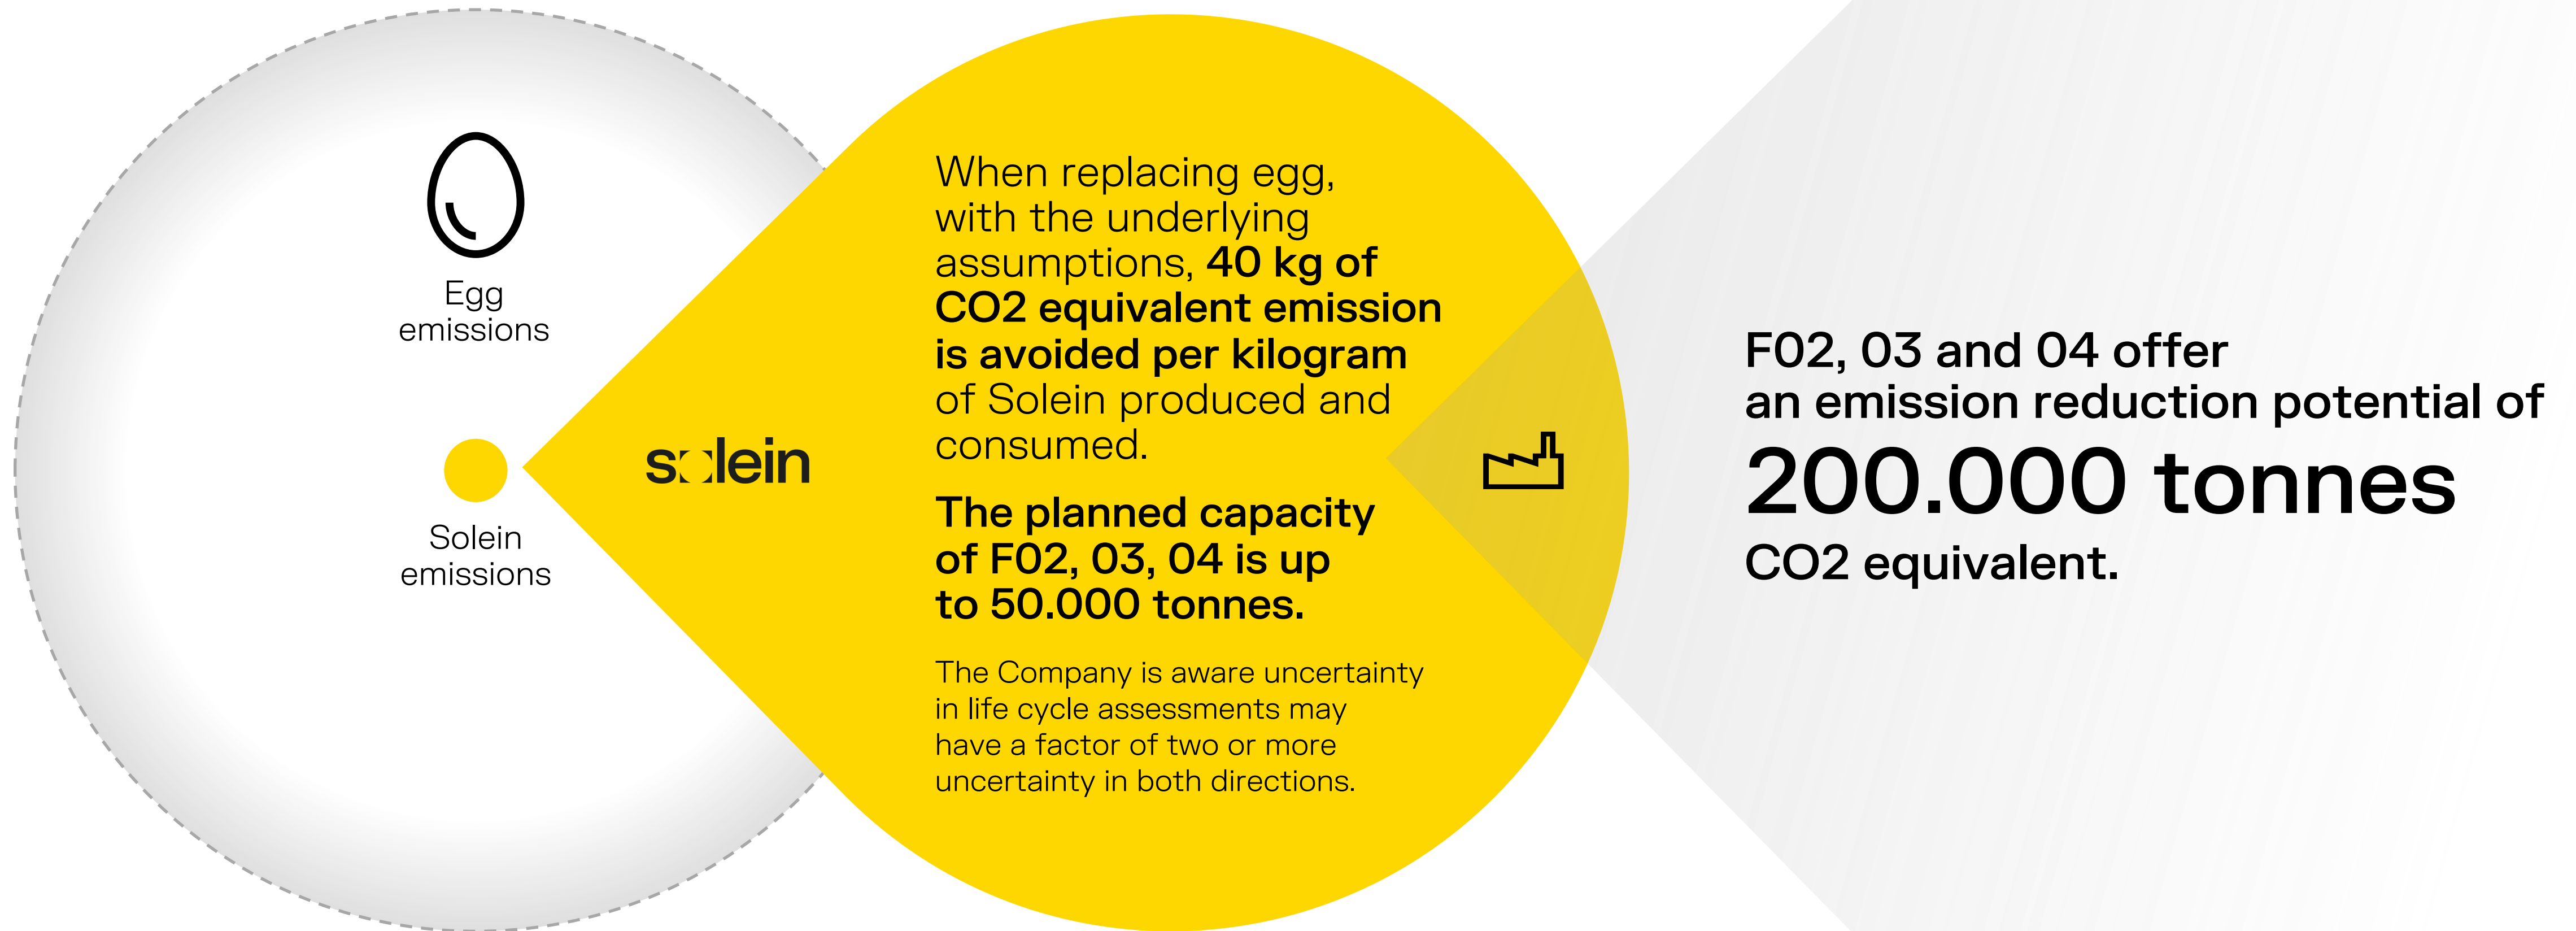 Egg
emissions
Solein
emissions
solein
When replacing egg,
with the underlying
assumptions, 40 kg of
CO2 equivalent emission
is avoided per kilogram
of Solein produced and
consumed.
The planned capacity
of F02, 03, 04 is up
to 50.000 tonnes.
The Company is aware uncertainty
in life cycle assessments may
have a factor of two or more
uncertainty in both directions.
F02, 03 and 04 offer
an emission reduction potential of
200.000 tonnes
CO2 equivalent.